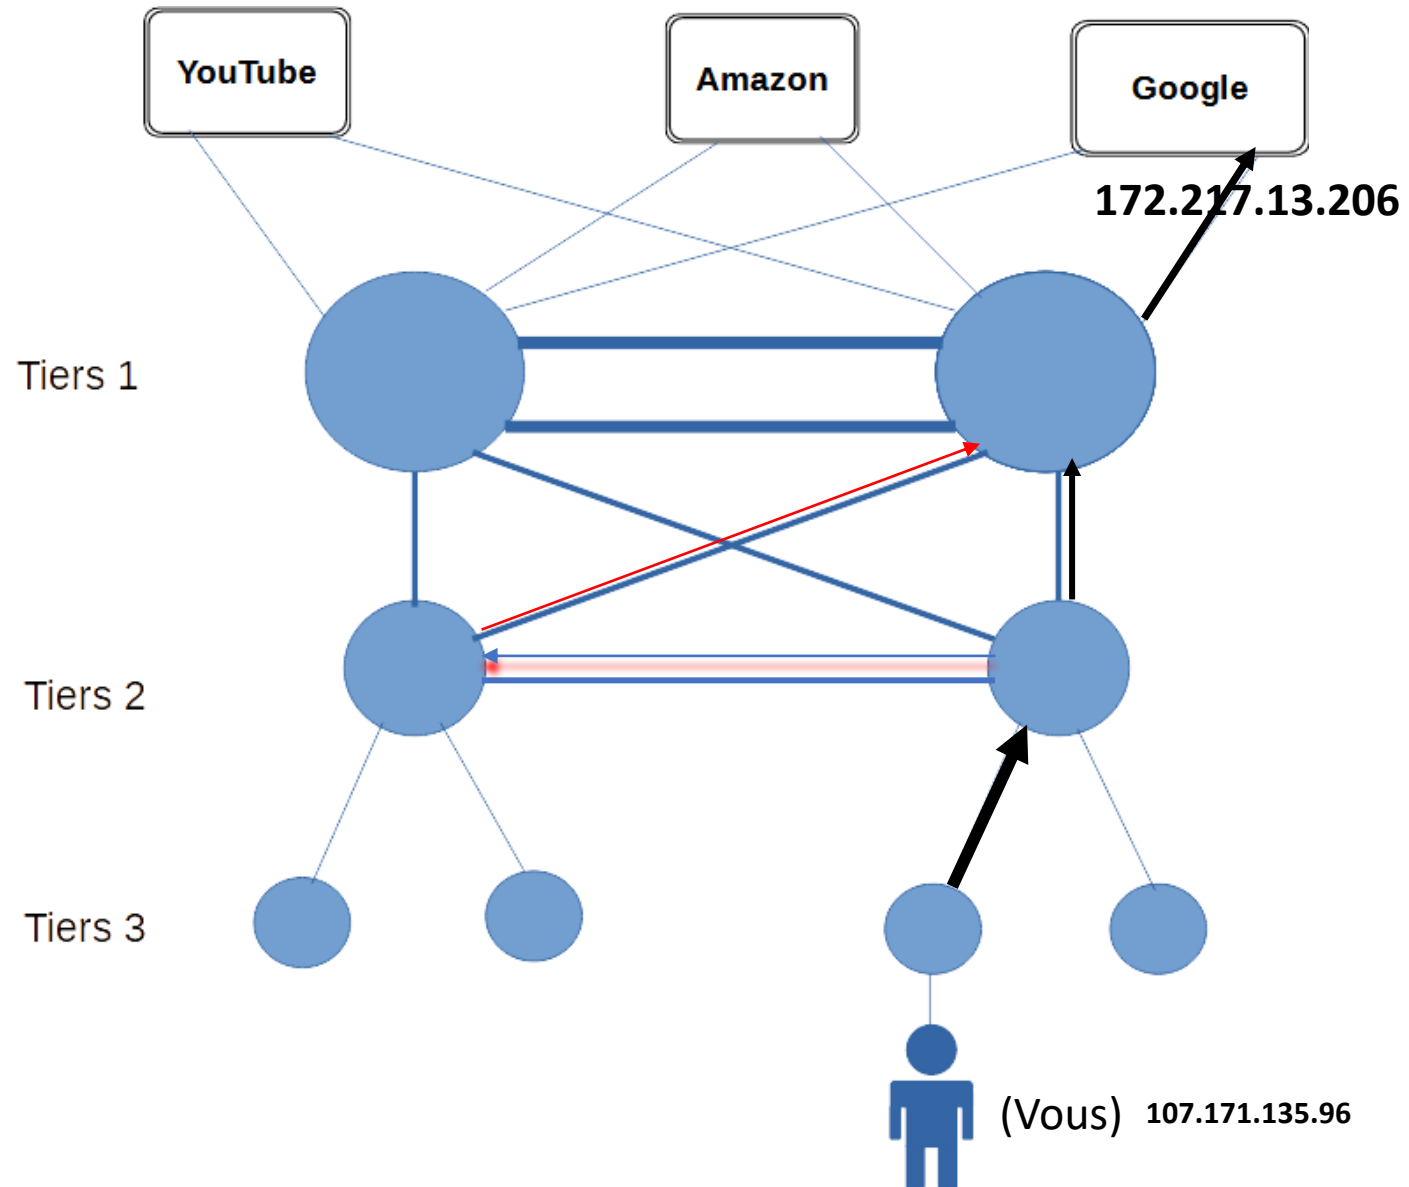 YouTube
Amazon
Google
172.217.13.206
Tiers 1
Tiers 2
Tiers 3
(Vous) 107.171.135.96